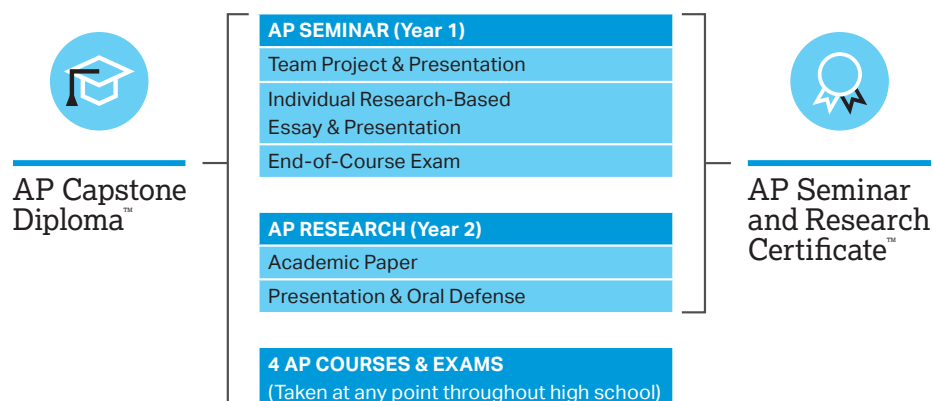 AP Capstone
Diploma™
AP SEMINAR (Year 1)
Team Project & Presentation
Individual Research-Based
Essay & Presentation
End-of-Course Exam
AP RESEARCH (Year 2)
Academic Paper
Presentation & Oral Defense
4 AP COURSES & EXAMS
(Taken at any point throughout high school)
AP Seminar
and Research
Certificate™